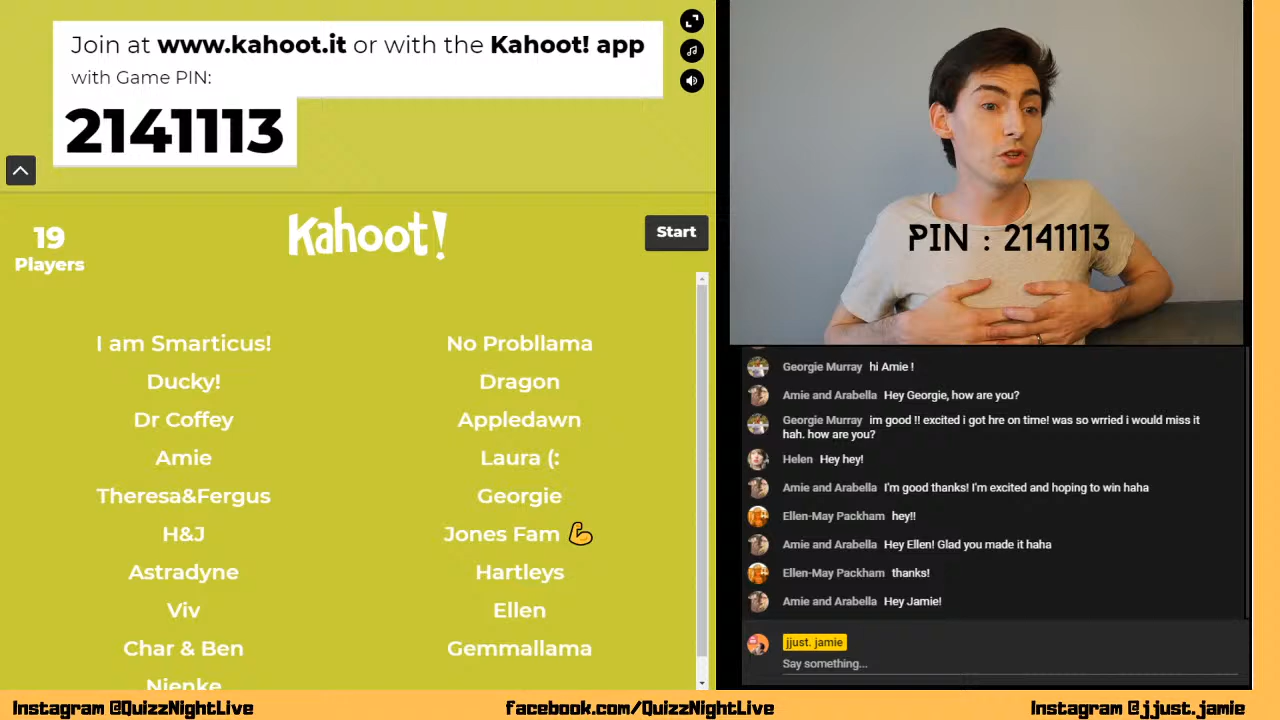 Join at www.kahoot.it or with the Kahoot! app
with Game PIN:
2141113
19
Players
Kahoot!
Start
I am Smarticus!
No Probllama
Ducky!
Dragon
Dr Coffey
Appledawn
Amie
Laura (:
Theresa&Fergus
Georgie
H&J
Jones Fam 💪
Astradyne
Hartleys
Viv
Ellen
Char & Ben
Gemmallama
Nienke
PIN : 2141113
Georgie Murray hi Amie !
Amie and Arabella Hey Georgie, how are you?
Georgie Murray im good !! excited i got hre on time! was so wrried i would miss it
hah. how are you?
Helen Hey hey!
Amie and Arabella I'm good thanks! I'm excited and hoping to win haha
Ellen-May Packham hey!!
Amie and Arabella Hey Ellen! Glad you made it haha
Ellen-May Packham thanks!
Amie and Arabella Hey Jamie!
jjust. jamie
Say something...
Instagram @QuizzNightLive
facebook.com/QuizzNightLive
Instagram @jjust.jamie